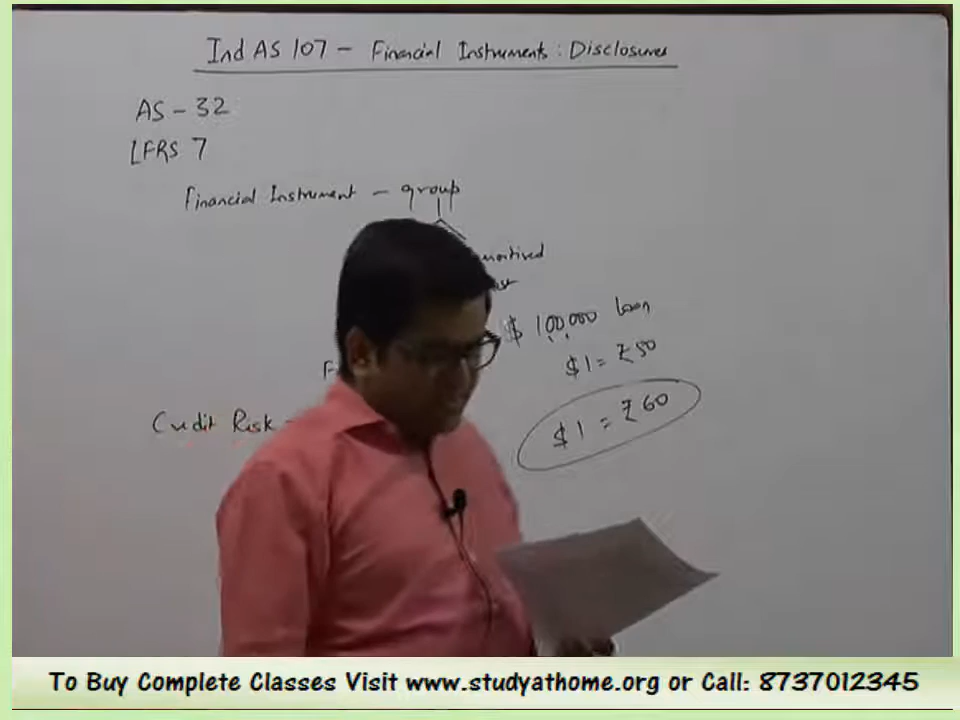 Ind AS 107 – Financial Instruments : Disclosures
AS – 32
IFRS 7
Financial Instrument – group
$ 100,000 loan
$1 = ₹50
$1 = ₹60
Credit Risk –
To Buy Complete Classes Visit www.studyathome.org or Call: 8737012345